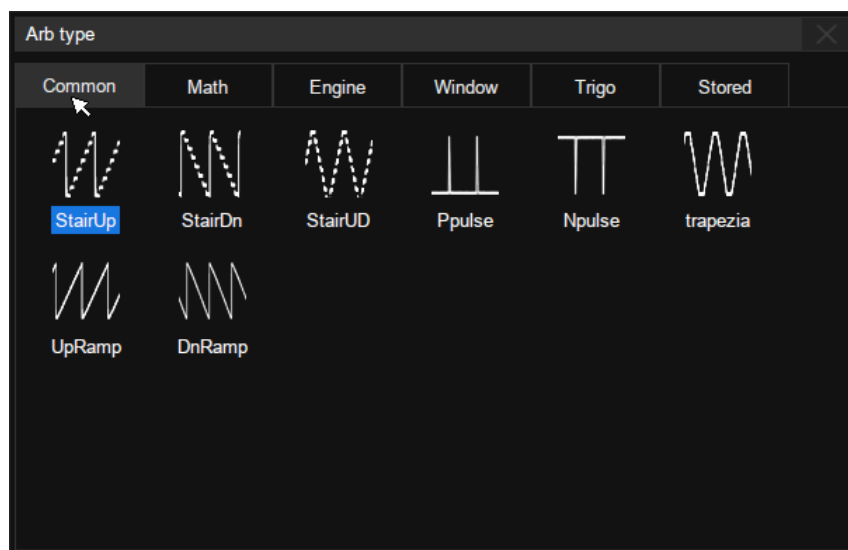 Arb type
Common Math Engine Window Trigo Stored
StairUp StairDn StairUD Ppulse Npulse trapezia
UpRamp DnRamp